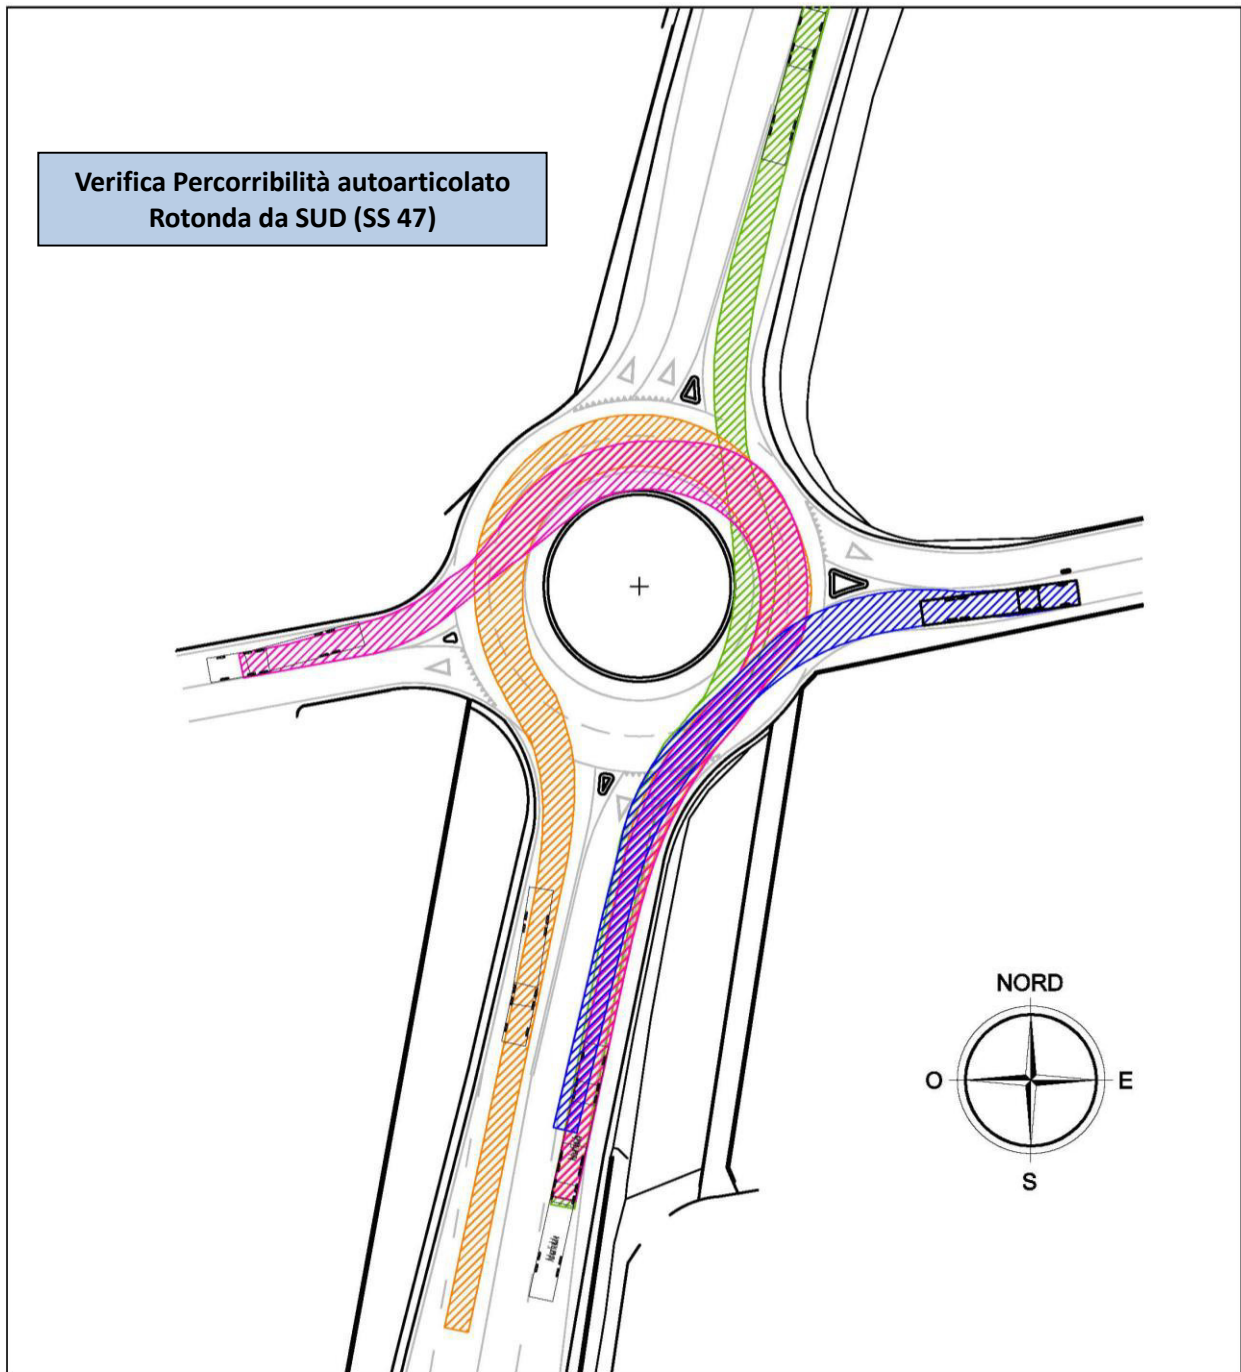 Verifica Percorribilità autoarticolato
Rotonda da SUD (SS 47)
NORD
O
E
S